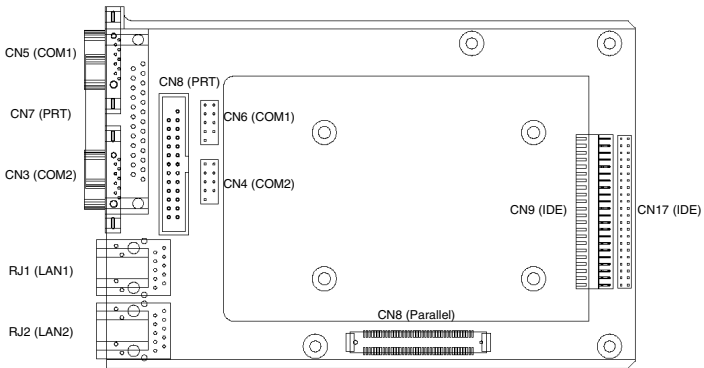 CN5 (COM1)
CN8 (PRT)
CN7 (PRT)
CN6 (COM1)
CN3 (COM2)
CN4 (COM2)
CN9 (IDE)
CN17 (IDE)
RJ1 (LAN1)
CN8 (Parallel)
RJ2 (LAN2)